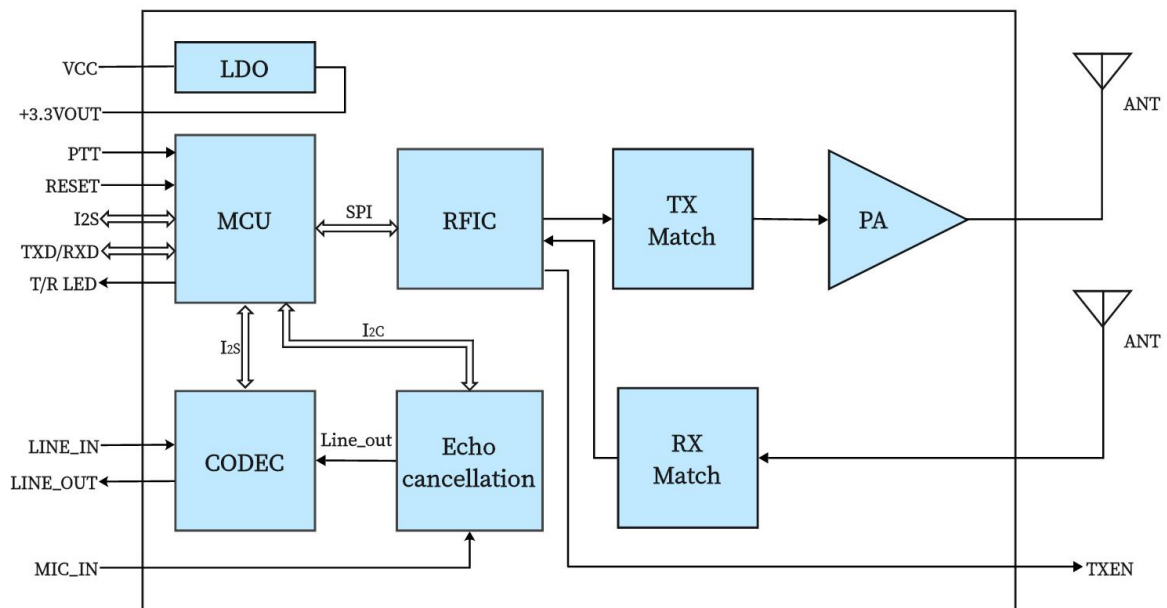 VCC
LDO
+3.3VOUT
ANT
PTT
RESET
I2S
TXD/RXD
T/R LED
MCU
SPI
RFIC
TX
Match
PA
I2S
I2C
ANT
LINE_IN
LINE_OUT
CODEC
Line_out
Echo
cancellation
RX
Match
MIC_IN
TXEN